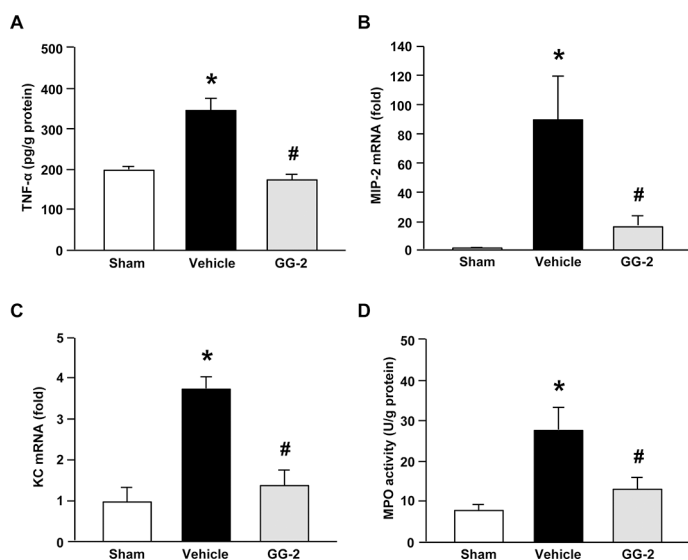 A
TNF-α (pg/g protein)
500
400
300
200
100
0
*
#
Sham Vehicle GG-2
B
MIP-2 mRNA (fold)
140
120
100
80
60
40
20
0
*
#
Sham Vehicle GG-2
C
KC mRNA (fold)
5
4
3
2
1
0
*
#
Sham Vehicle GG-2
D
MPO activity (U/g protein)
50
40
30
20
10
0
*
#
Sham Vehicle GG-2